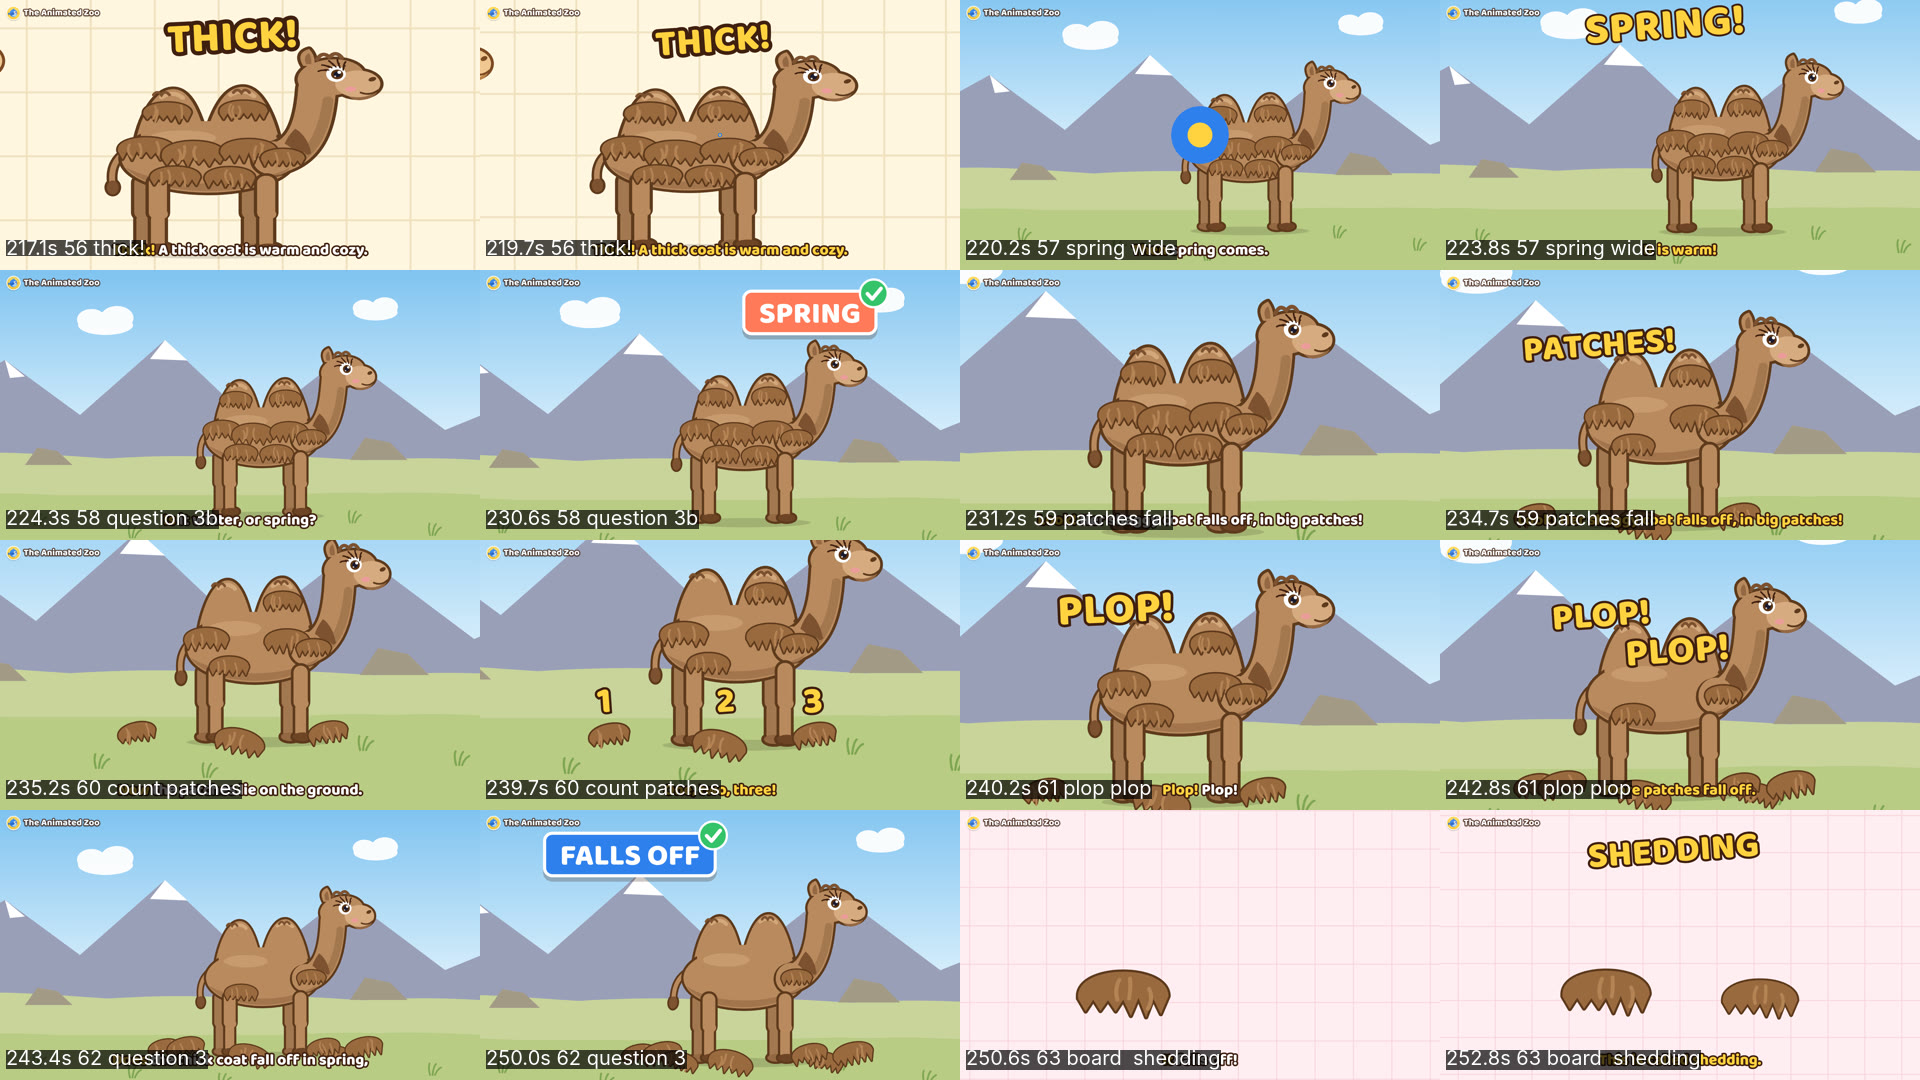 The Animated Zoo
THICK!
217.1s 56 thick!
k! A thick coat is warm and cozy.
The Animated Zoo
THICK!
219.7s 56 thick!
! A thick coat is warm and cozy.
The Animated Zoo
220.2s 57 spring wide
pring comes.
The Animated Zoo
SPRING!
223.8s 57 spring wide
is warm!
The Animated Zoo
224.3s 58 question 3b
ter, or spring?
The Animated Zoo
SPRING
230.6s 58 question 3b
The Animated Zoo
231.2s 59 patches fall
oat falls off, in big patches!
The Animated Zoo
PATCHES!
234.7s 59 patches fall
oat falls off, in big patches!
The Animated Zoo
235.2s 60 count patches
ie on the ground.
The Animated Zoo
1 2 3
239.7s 60 count patches
o, three!
The Animated Zoo
PLOP!
240.2s 61 plop plop
Plop! Plop!
The Animated Zoo
PLOP!
PLOP!
242.8s 61 plop plop
e patches fall off.
The Animated Zoo
243.4s 62 question 3
k coat fall off in spring,
The Animated Zoo
FALLS OFF
250.0s 62 question 3
The Animated Zoo
250.6s 63 board shedding
ff!
The Animated Zoo
SHEDDING
252.8s 63 board shedding
hedding.